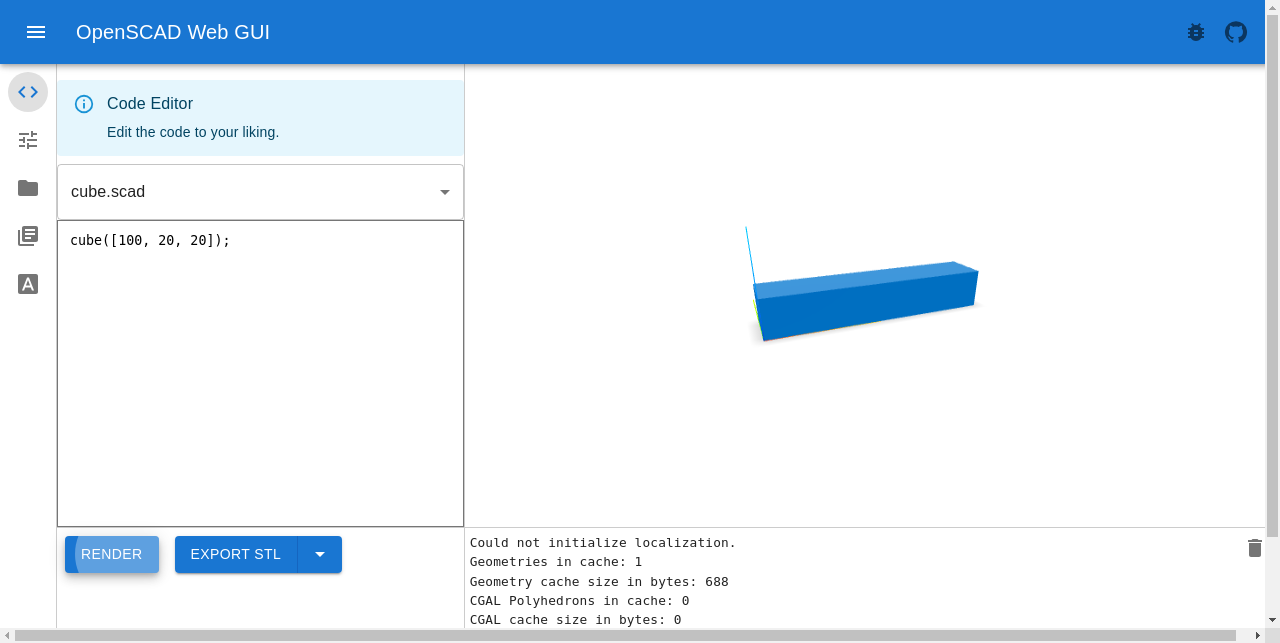 OpenSCAD Web GUI
Code Editor
Edit the code to your liking.
cube.scad
cube([100, 20, 20]);
RENDER
EXPORT STL
Could not initialize localization.
Geometries in cache: 1
Geometry cache size in bytes: 688
CGAL Polyhedrons in cache: 0
CGAL cache size in bytes: 0